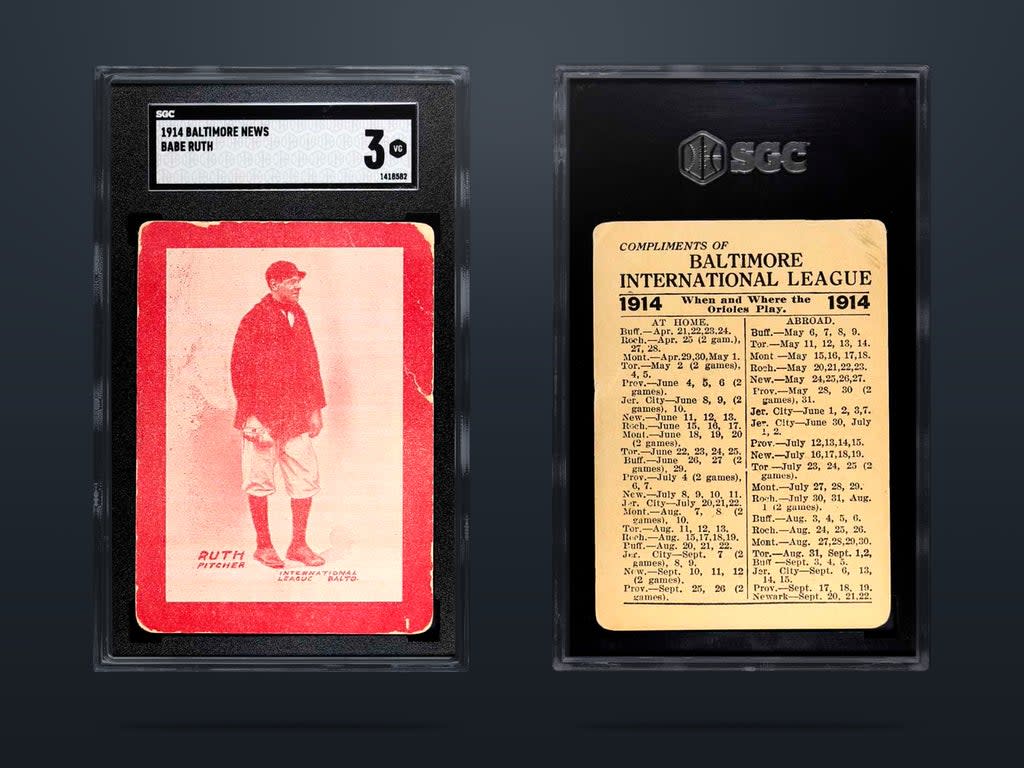 SGC
1914 BALTIMORE NEWS
BABE RUTH
3 VG
1418582
RUTH
PITCHER
INTERNATIONAL
LEAGUE BALTO.
SGC
COMPLIMENTS OF
BALTIMORE
INTERNATIONAL LEAGUE
1914 When and Where the 1914
Orioles Play.
AT HOME.
Buff.—Apr. 21,22,23.24.
Roch.—Apr. 25 (2 gam.),
27, 28.
Mont.—Apr.29,30,May 1.
Tor.—May 2 (2 games),
4, 5.
Prov.—June 4, 5, 6 (2
games).
Jer. City—June 8, 9, (2
games), 10.
New.—June 11, 12, 13.
Roch.—June 15, 16, 17.
Mont.—June 18, 19, 20
(2 games).
Tor.—June 22, 23, 24, 25.
Buff.—June 26, 27 (2
games), 29.
Prov.—July 4 (2 games),
6, 7.
New.—July 8, 9, 10, 11.
Jer. City—July 20,21,22.
Mont.—Aug. 7, 8 (2
games), 10.
Tor.—Aug. 11, 12, 13.
Roch.—Aug. 15,17,18,19.
Buff.—Aug. 20, 21, 22.
Jer. City—Sept. 7 (2
games), 8, 9.
New.—Sept. 10, 11, 12
(2 games).
Prov.—Sept. 25, 26 (2
games).
ABROAD.
Buff.—May 6, 7, 8, 9.
Tor.—May 11, 12, 13, 14.
Mont —May 15,16,17,18.
Roch.—May 20,21,22,23.
New.—May 24,25,26,27.
Prov.—May 28, 30 (2
games), 31.
Jer. City—June 1, 2, 3,7.
Jer. City—June 30, July
1, 2.
Prov.—July 12,13,14,15.
New.—July 16,17,18,19.
Tor —July 23, 24, 25 (2
games).
Mont.—July 27, 28, 29.
Roch.—July 30, 31, Aug.
1 (2 games).
Buff.—Aug. 3, 4, 5, 6.
Roch.—Aug. 24, 25, 26.
Mont.—Aug. 27,28,29,30.
Tor.—Aug. 31, Sept. 1,2,
Buff —Sept. 3, 4, 5.
Jer. City—Sept. 6, 13,
14, 15.
Prov.—Sept. 17, 18, 19.
Newark—Sept. 20, 21.22.